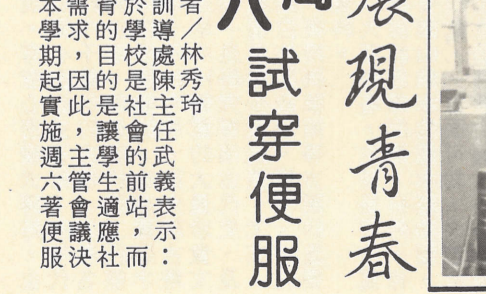 展現青春
六試穿便服
者／林秀玲
訓導處陳主任武義表示：
於學校是社會的前站，而
育的目的是讓學生適應社
需求，因此，主管會議決
本學期起實施週六著便服